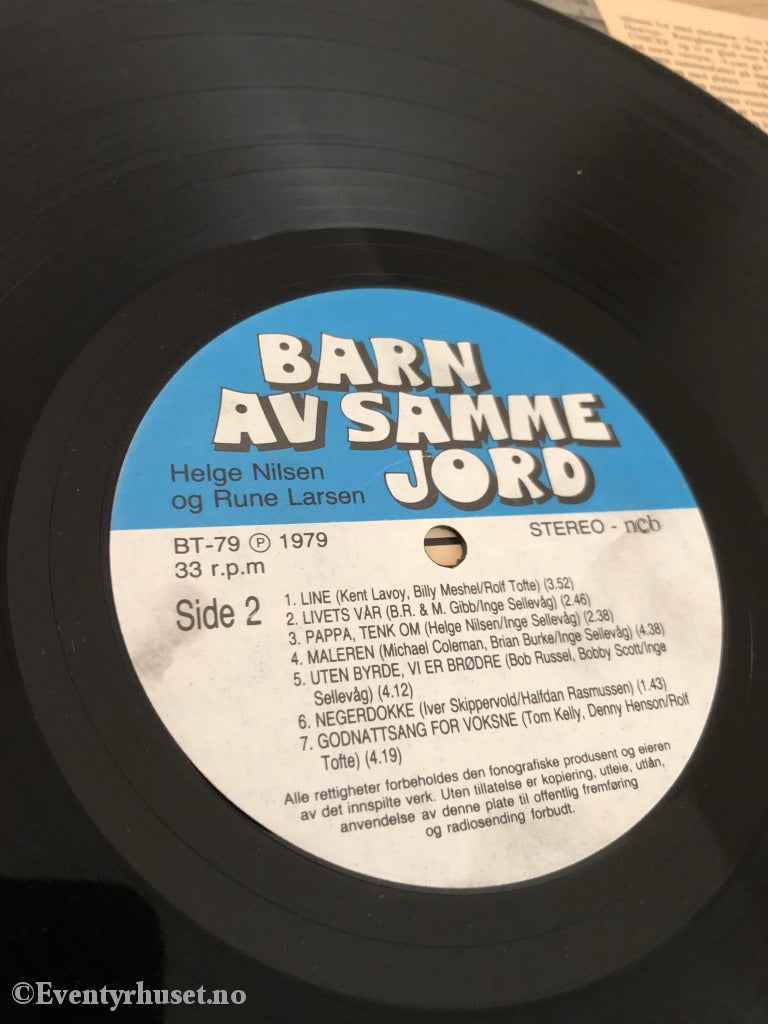 BARN
AV SAMME
JORD
Helge Nilsen
og Rune Larsen
BT-79 ℗ 1979
33 r.p.m
STEREO - ncb
Side 2
1. LINE (Kent Lavoy, Billy Meshel/Rolf Tofte) (3.52)
2. LIVETS VÅR (B.R. & M. Gibb/Inge Sellevåg) (2.46)
3. PAPPA, TENK OM (Helge Nilsen/Inge Sellevåg) (2.38)
4. MALEREN (Michael Coleman, Brian Burke/Inge Sellevåg) (4.38)
5. UTEN BYRDE, VI ER BRØDRE (Bob Russel, Bobby Scott/Inge
Sellevåg) (4.12)
6. NEGERDOKKE (Iver Skippervold/Halfdan Rasmussen) (1.43)
7. GODNATTSANG FOR VOKSNE (Tom Kelly, Denny Henson/Rolf
Tofte) (4.19)
Alle rettigheter forbeholdes den fonografiske produsent og eieren
av det innspilte verk. Uten tillatelse er kopiering, utleie, utlån,
anvendelse av denne plate til offentlig fremføring
og radiosending forbudt.
©Eventyrhuset.no